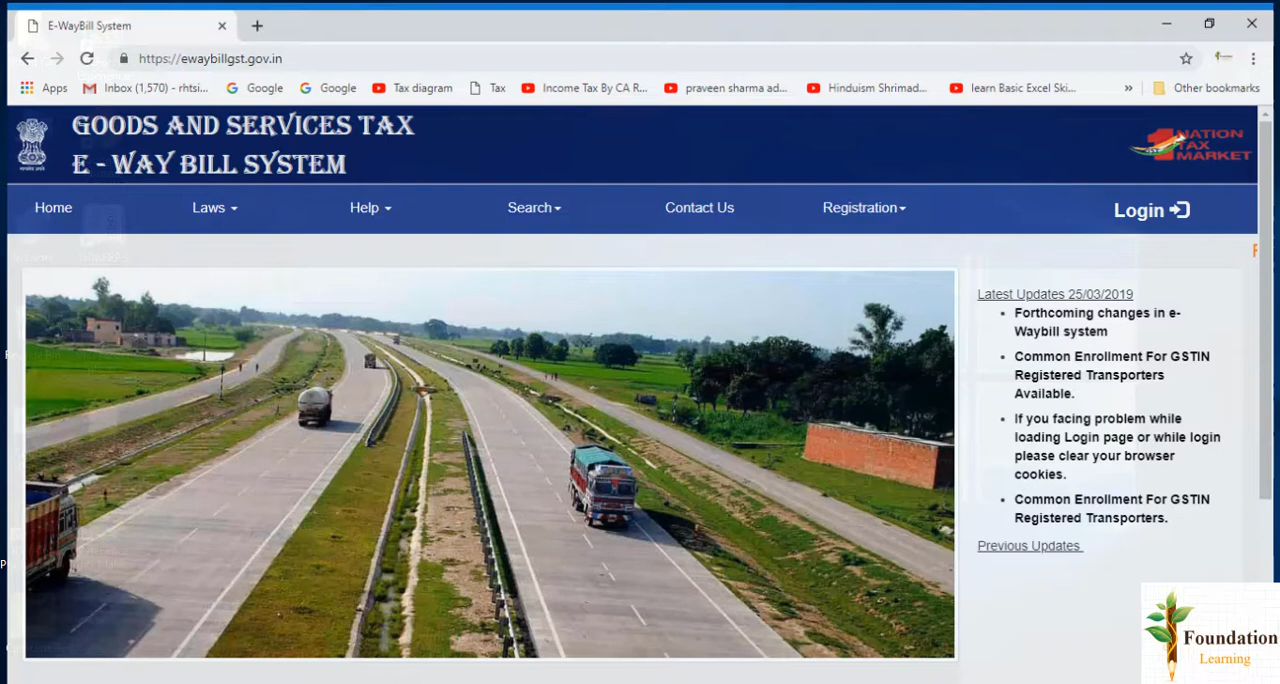 E-WayBill System
https://ewaybillgst.gov.in
Apps
Inbox (1,570) - rhtsi...
Google
Google
Tax diagram
Tax
Income Tax By CA R...
praveen sharma ad...
Hinduism Shrimad...
learn Basic Excel Ski...
»
Other bookmarks
GOODS AND SERVICES TAX
E - WAY BILL SYSTEM
1 NATION
TAX
MARKET
Home
Laws
Help
Search
Contact Us
Registration
Login
Latest Updates 25/03/2019
• Forthcoming changes in e-
Waybill system
• Common Enrollment For GSTIN
Registered Transporters
Available.
• If you facing problem while
loading Login page or while login
please clear your browser
cookies.
• Common Enrollment For GSTIN
Registered Transporters.
Previous Updates
Foundation
Learning